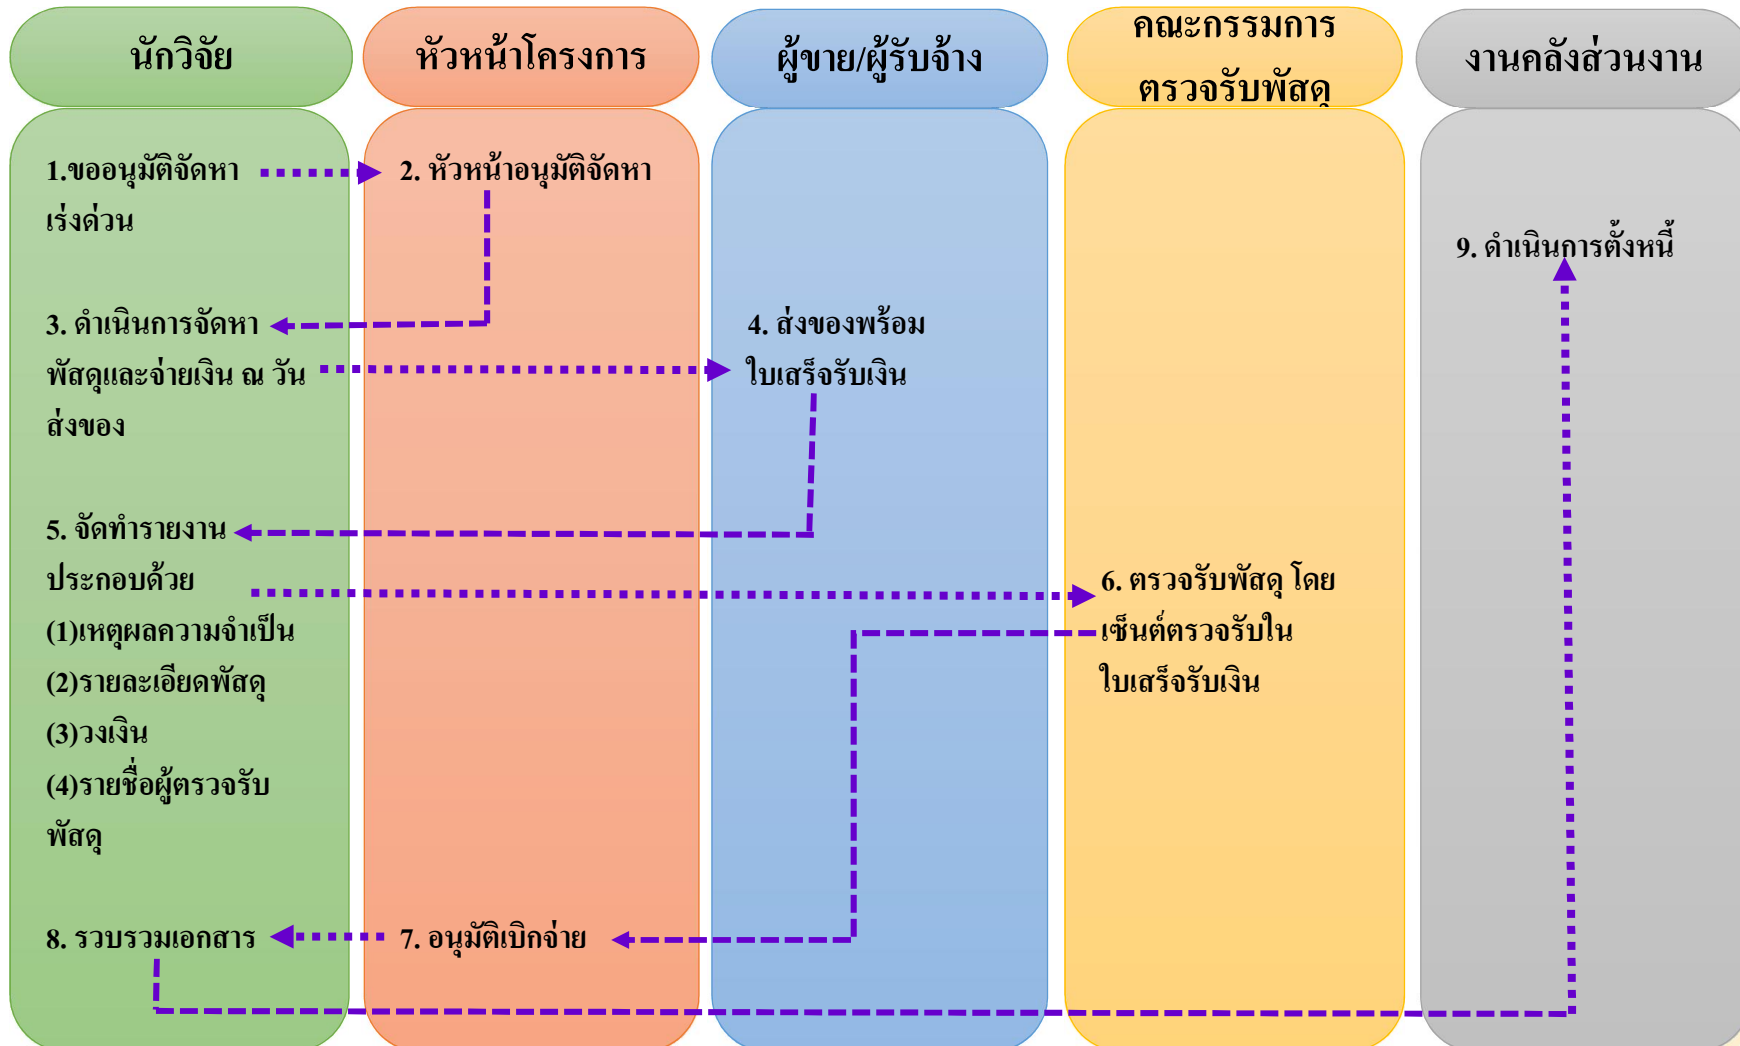 นักวิจัย
หัวหน้าโครงการ
ผู้ขาย/ผู้รับจ้าง
คณะกรรมการ
ตรวจรับพัสดุ
งานคลังส่วนงาน
1.ขออนุมัติจัดหา
เร่งด่วน
2. หัวหน้าอนุมัติจัดหา
3. ดำเนินการจัดหา
พัสดุและจ่ายเงิน ณ วัน
ส่งของ
4. ส่งของพร้อม
ใบเสร็จรับเงิน
5. จัดทำรายงาน
ประกอบด้วย
(1)เหตุผลความจำเป็น
(2)รายละเอียดพัสดุ
(3)วงเงิน
(4)รายชื่อผู้ตรวจรับ
พัสดุ
6. ตรวจรับพัสดุ โดย
เซ็นต์ตรวจรับใน
ใบเสร็จรับเงิน
7. อนุมัติเบิกจ่าย
8. รวบรวมเอกสาร
9. ดำเนินการตั้งหนี้